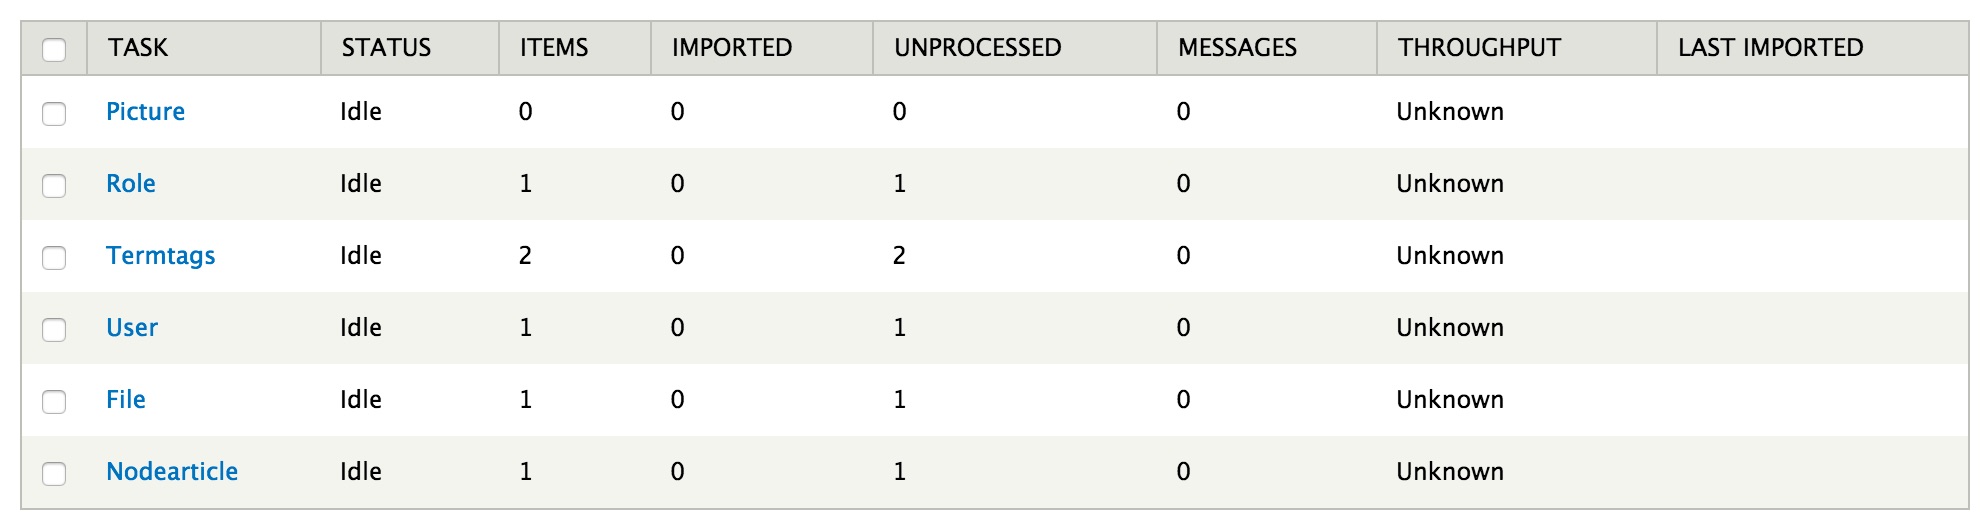 TASK STATUS ITEMS IMPORTED UNPROCESSED MESSAGES THROUGHPUT LAST IMPORTED
Picture Idle 0 0 0 0 Unknown
Role Idle 1 0 1 0 Unknown
Termtags Idle 2 0 2 0 Unknown
User Idle 1 0 1 0 Unknown
File Idle 1 0 1 0 Unknown
Nodearticle Idle 1 0 1 0 Unknown